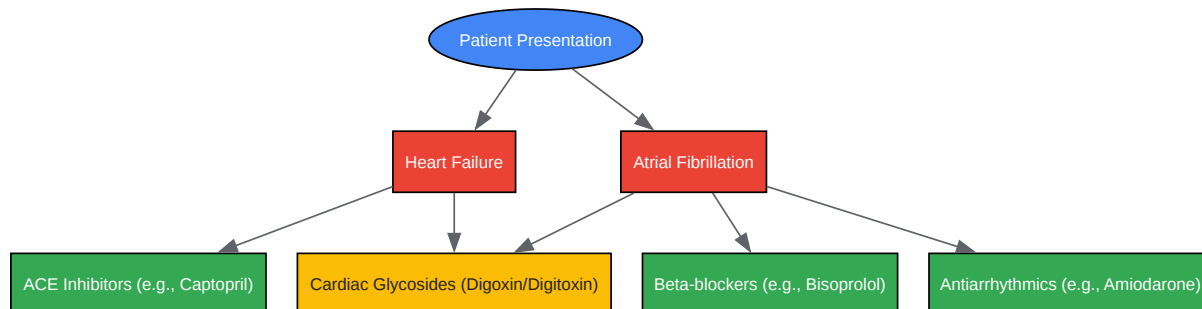 Patient Presentation
Heart Failure
Atrial Fibrillation
ACE Inhibitors (e.g., Captopril)
Cardiac Glycosides (Digoxin/Digitoxin)
Beta-blockers (e.g., Bisoprolol)
Antiarrhythmics (e.g., Amiodarone)